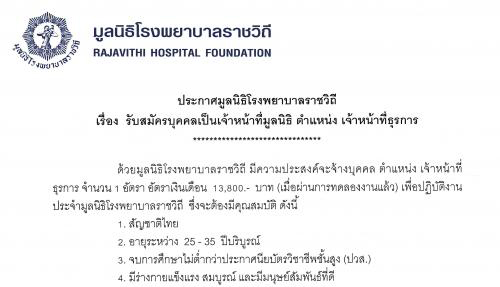 มูลนิธิโรงพยาบาลราชวิถี
RAJAVITHI HOSPITAL FOUNDATION
มูลนิธิโรงพยาบาลราชวิถี
ประกาศมูลนิธิโรงพยาบาลราชวิถี
เรื่อง รับสมัครบุคคลเป็นเจ้าหน้าที่มูลนิธิ ตำแหน่ง เจ้าหน้าที่ธุรการ
*******************************
ด้วยมูลนิธิโรงพยาบาลราชวิถี มีความประสงค์จะจ้างบุคคล ตำแหน่ง เจ้าหน้าที่
ธุรการ จำนวน 1 อัตรา อัตราเงินเดือน 13,800.- บาท (เมื่อผ่านการทดลองงานแล้ว) เพื่อปฏิบัติงาน
ประจำมูลนิธิโรงพยาบาลราชวิถี ซึ่งจะต้องมีคุณสมบัติ ดังนี้
1. สัญชาติไทย
2. อายุระหว่าง 25 - 35 ปีบริบูรณ์
3. จบการศึกษาไม่ต่ำกว่าประกาศนียบัตรวิชาชีพชั้นสูง (ปวส.)
4. มีร่างกายแข็งแรง สมบูรณ์ และมีมนุษย์สัมพันธ์ที่ดี